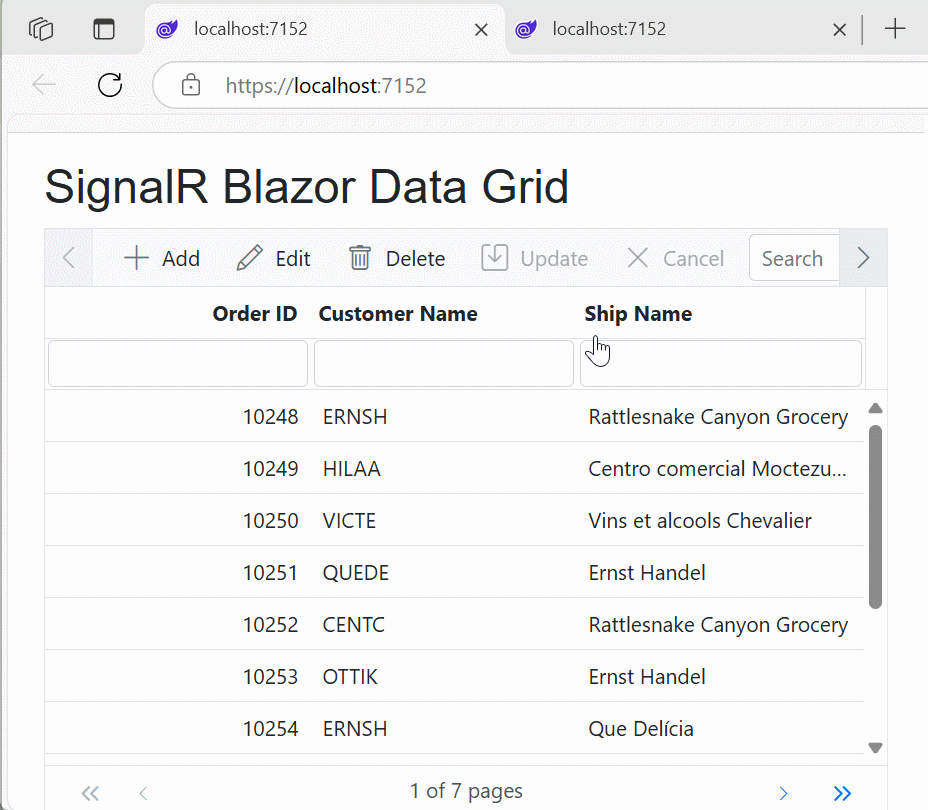 localhost:7152 localhost:7152
https://localhost:7152
SignalR Blazor Data Grid
Add Edit Delete Update Cancel Search
Order ID Customer Name Ship Name
10248 ERNSH Rattlesnake Canyon Grocery
10249 HILAA Centro comercial Moctezu...
10250 VICTE Vins et alcools Chevalier
10251 QUEDE Ernst Handel
10252 CENTC Rattlesnake Canyon Grocery
10253 OTTIK Ernst Handel
10254 ERNSH Que Delícia
1 of 7 pages